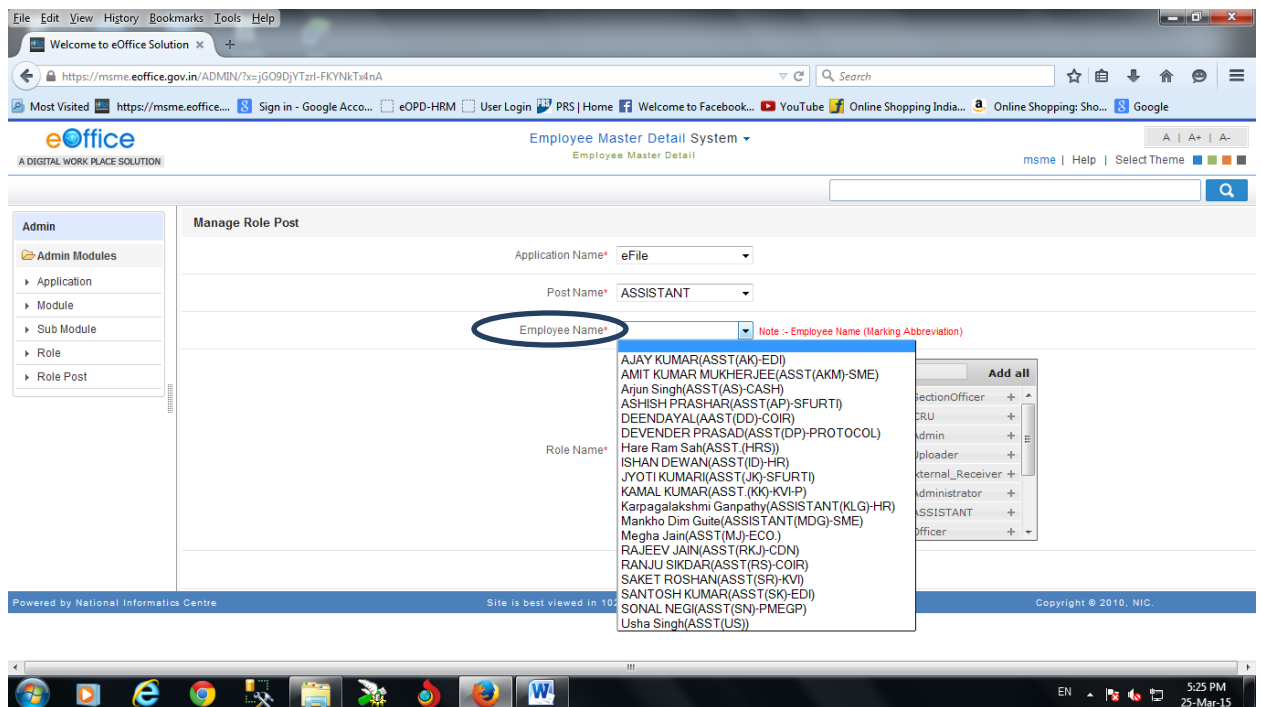 File Edit View History Bookmarks Tools Help
Welcome to eOffice Solution × +
https://msme.eoffice.gov.in/ADMIN/?x=jGO9DjYTzrI-FKYNkTx4nA Search
Most Visited https://msme.eoffice.... Sign in - Google Acco... eOPD-HRM User Login PRS | Home Welcome to Facebook... YouTube Online Shopping India... Online Shopping: Sho... Google
eOffice Employee Master Detail System A | A+ | A-
A DIGITAL WORK PLACE SOLUTION Employee Master Detail msme | Help | Select Theme
Admin Manage Role Post
Admin Modules Application Name* eFile
Application
Post Name* ASSISTANT
Module
Sub Module Employee Name* Note :- Employee Name (Marking Abbreviation)
Role
Role Post
AJAY KUMAR(ASST(AK)-EDI)
AMIT KUMAR MUKHERJEE(ASST(AKM)-SME) Add all
Arjun Singh(ASST(AS)-CASH) SectionOfficer +
ASHISH PRASHAR(ASST(AP)-SFURTI) CRU +
DEENDAYAL(AAST(DD)-COIR)
DEVENDER PRASAD(ASST(DP)-PROTOCOL) Admin +
Role Name* Hare Ram Sah(ASST.(HRS)) Uploader +
ISHAN DEWAN(ASST(ID)-HR)
JYOTI KUMARI(ASST(JK)-SFURTI) xternal_Receiver +
KAMAL KUMAR(ASST.(KK)-KVI-P) Administrator +
Karpagalakshmi Ganpathy(ASSISTANT(KLG)-HR) ASSISTANT +
Mankho Dim Guite(ASSISTANT(MDG)-SME)
Megha Jain(ASST(MJ)-ECO.) Officer +
RAJEEV JAIN(ASST(RKJ)-CDN)
RANJU SIKDAR(ASST(RS)-COIR)
SAKET ROSHAN(ASST(SR)-KVI)
SANTOSH KUMAR(ASST(SK)-EDI)
Powered by National Informatics Centre Site is best viewed in 10 SONAL NEGI(ASST(SN)-PMEGP) Copyright © 2010, NIC.
Usha Singh(ASST(US))
EN 5:25 PM
25-Mar-15